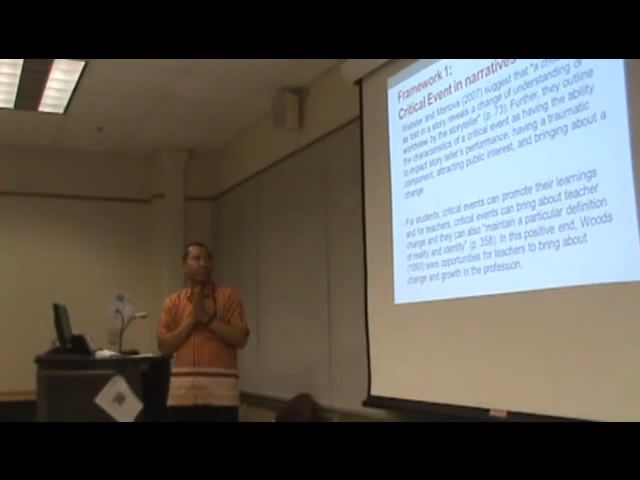 Framework 1:
Critical Event in narratives
Webster and Mertova (2007) suggest that "a
as told in a story reveals a change of understanding or
worldview by the storyteller" (p. 73). Further, they outline
the characteristics of a critical event as having the ability
to impact story teller's performance, having a traumatic
component, attracting public interest, and bringing about a
change
For students, critical events can promote their learnings
and for teachers, critical events can bring about teacher
change and they can also "maintain a particular definition
of reality and identity" (p. 358). In this positive end, Woods
(1993) sees opportunities for teachers to bring about
change and growth in the profession.